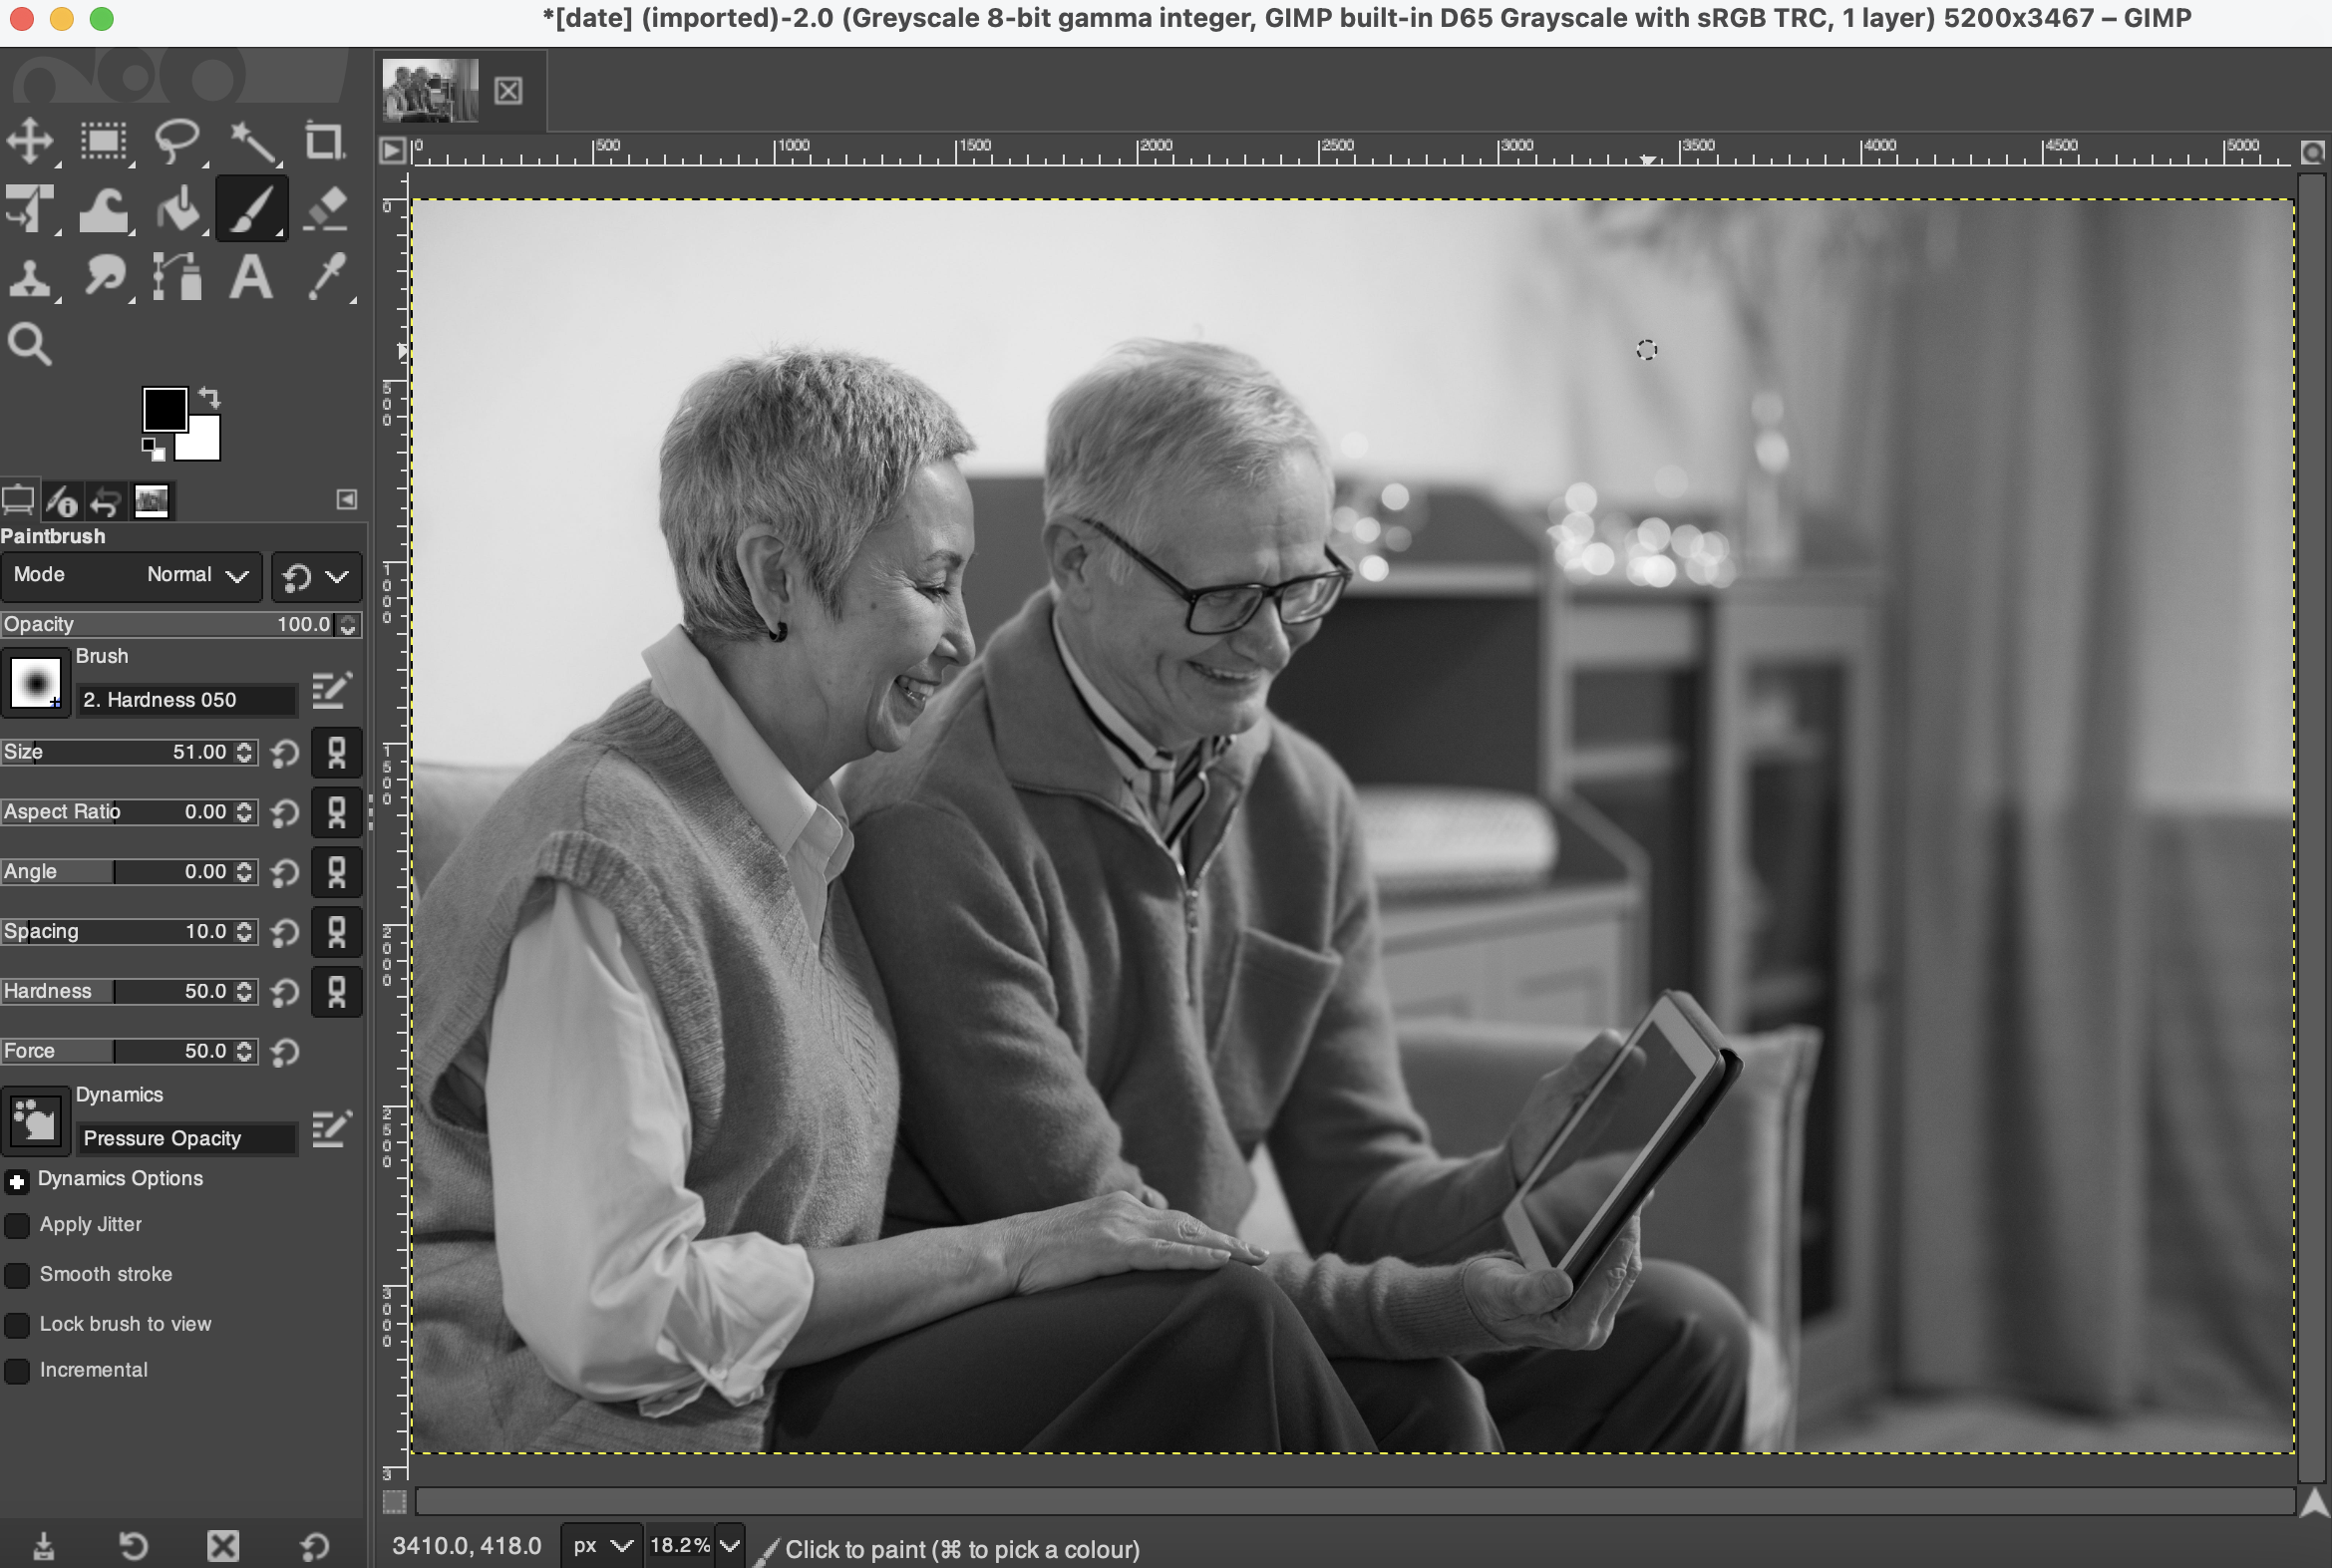 *[date] (imported)-2.0 (Greyscale 8-bit gamma integer, GIMP built-in D65 Grayscale with sRGB TRC, 1 layer) 5200x3467 – GIMP
0 500 1000 1500 2000 2500 3000 3500 4000 4500 5000
0
500
1000
1500
2000
2500
3000
3
Paintbrush
Mode Normal
Opacity 100.0
Brush
2. Hardness 050
Size 51.00
Aspect Ratio 0.00
Angle 0.00
Spacing 10.0
Hardness 50.0
Force 50.0
Dynamics
Pressure Opacity
Dynamics Options
Apply Jitter
Smooth stroke
Lock brush to view
Incremental
3410.0, 418.0 px 18.2% Click to paint (⌘ to pick a colour)